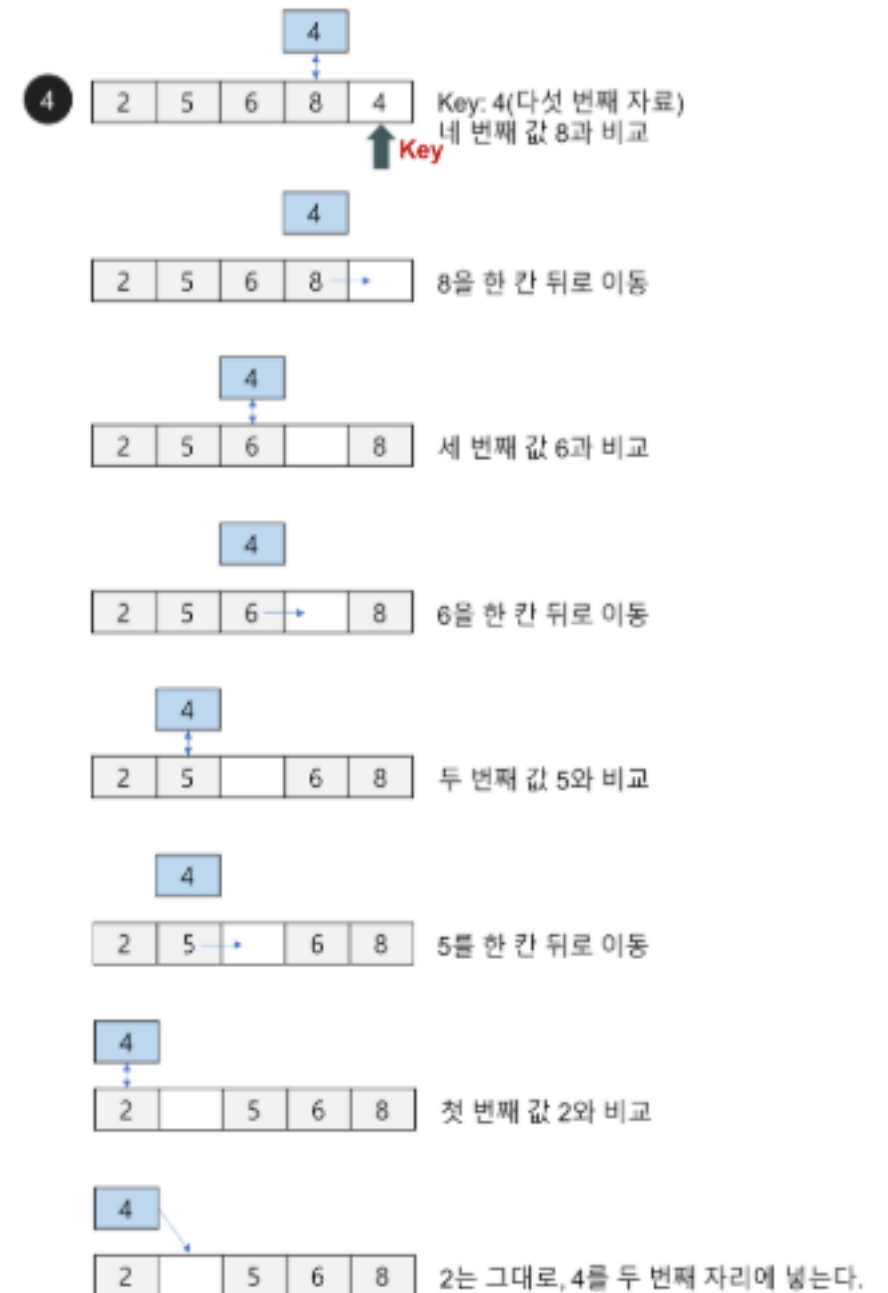 4
4
2 5 6 8 4
Key: 4(다섯 번째 자료)
네 번째 값 8과 비교
Key
4
2 5 6 8
8을 한 칸 뒤로 이동
4
2 5 6 8
세 번째 값 6과 비교
4
2 5 6 8
6을 한 칸 뒤로 이동
4
2 5 6 8
두 번째 값 5와 비교
4
2 5 6 8
5를 한 칸 뒤로 이동
4
2 5 6 8
첫 번째 값 2와 비교
4
2 5 6 8
2는 그대로, 4를 두 번째 자리에 넣는다.